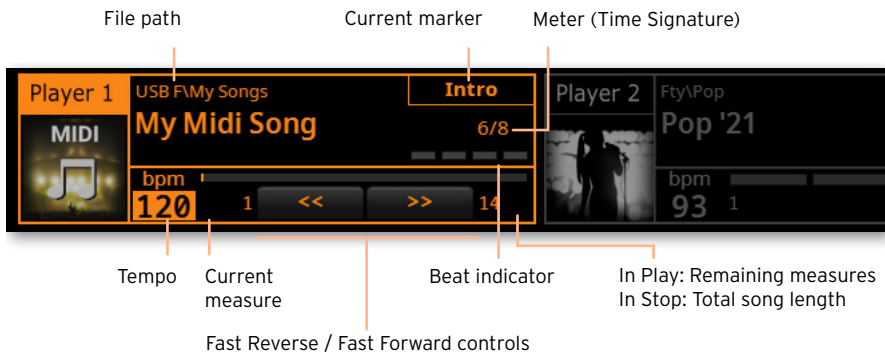 File path
Current marker
Meter (Time Signature)
Player 1
USB F\My Songs
Intro
Player 2
Fty\Pop
MIDI
My Midi Song
6/8
Pop '21
bpm
120
1
<<
>>
14
bpm
93
1
Tempo
Current
measure
Beat indicator
In Play: Remaining measures
In Stop: Total song length
Fast Reverse / Fast Forward controls